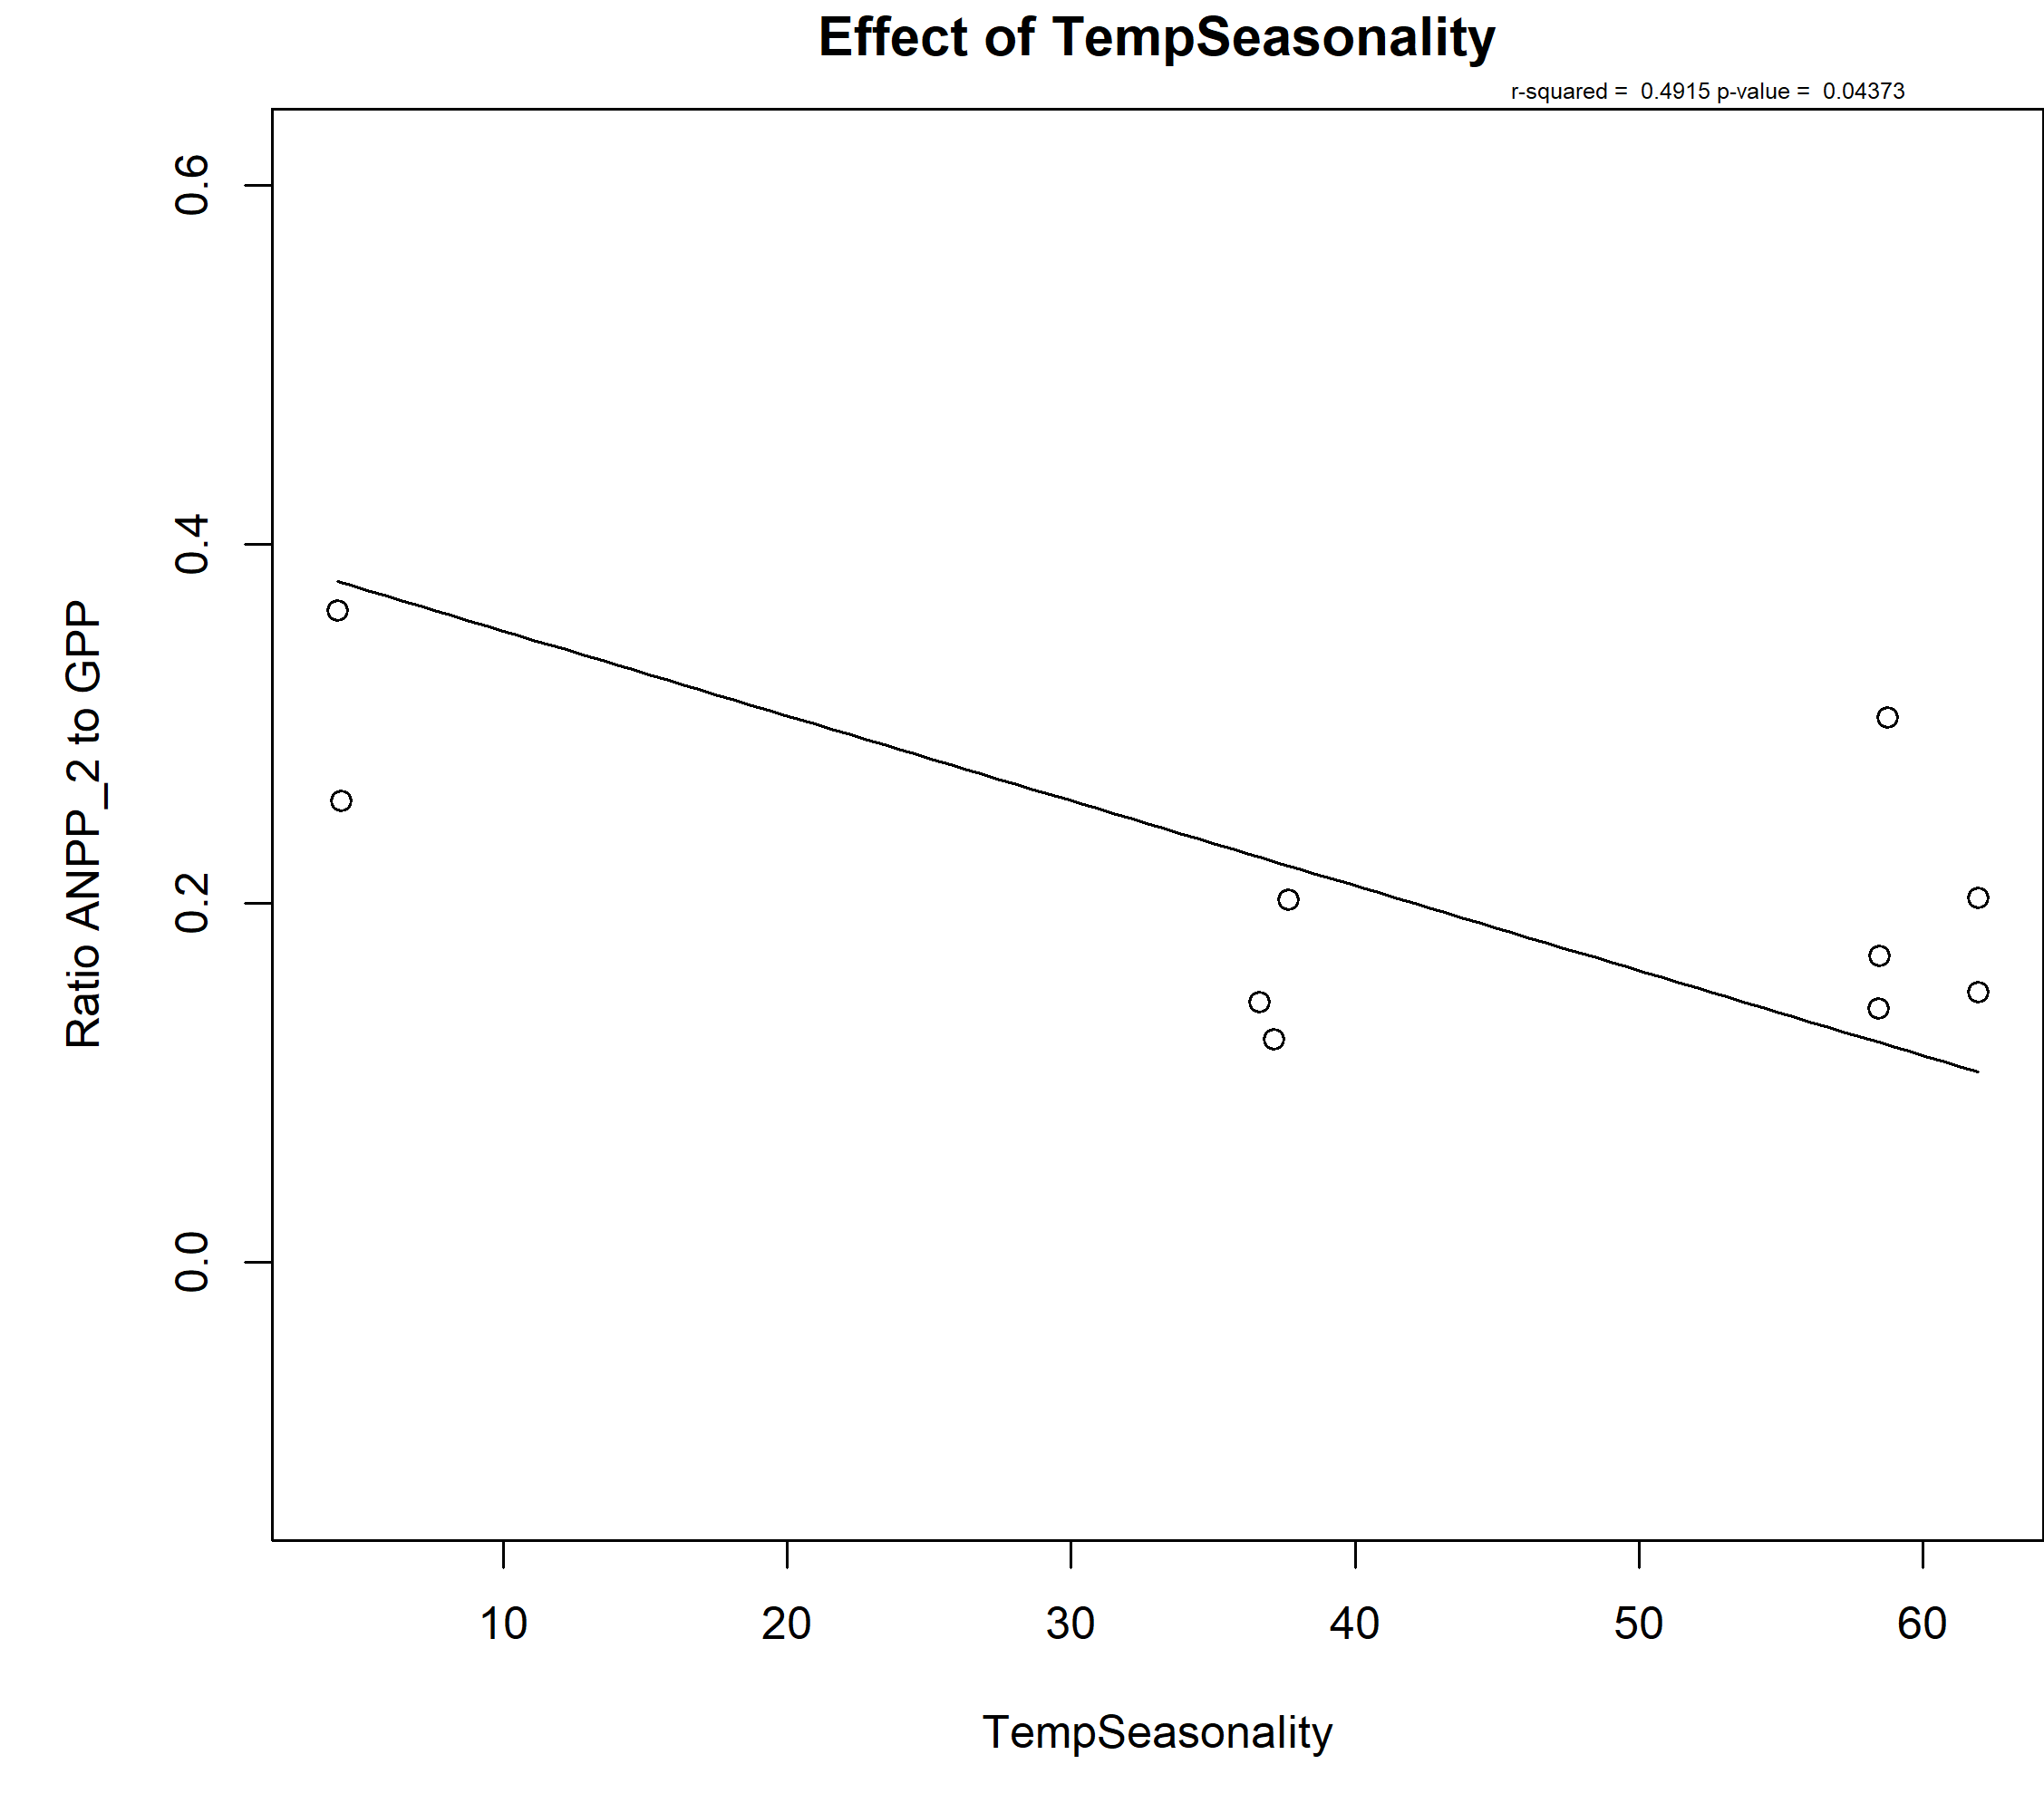 Effect of TempSeasonality
r-squared =  0.4915 p-value =  0.04373
0.6
0.4
0.2
0.0
Ratio ANPP_2 to GPP
10 20 30 40 50 60
TempSeasonality